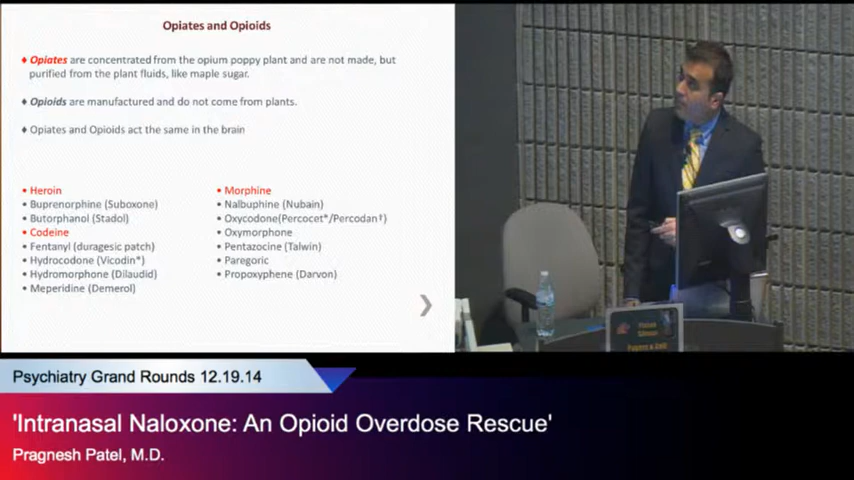 Opiates and Opioids
♦ Opiates are concentrated from the opium poppy plant and are not made, but
purified from the plant fluids, like maple sugar.
♦ Opioids are manufactured and do not come from plants.
♦ Opiates and Opioids act the same in the brain
• Heroin
• Buprenorphine (Suboxone)
• Butorphanol (Stadol)
• Codeine
• Fentanyl (duragesic patch)
• Hydrocodone (Vicodin*)
• Hydromorphone (Dilaudid)
• Meperidine (Demerol)
• Morphine
• Nalbuphine (Nubain)
• Oxycodone(Percocet*/Percodan†)
• Oxymorphone
• Pentazocine (Talwin)
• Paregoric
• Propoxyphene (Darvon)
Psychiatry Grand Rounds 12.19.14
'Intranasal Naloxone: An Opioid Overdose Rescue'
Pragnesh Patel, M.D.